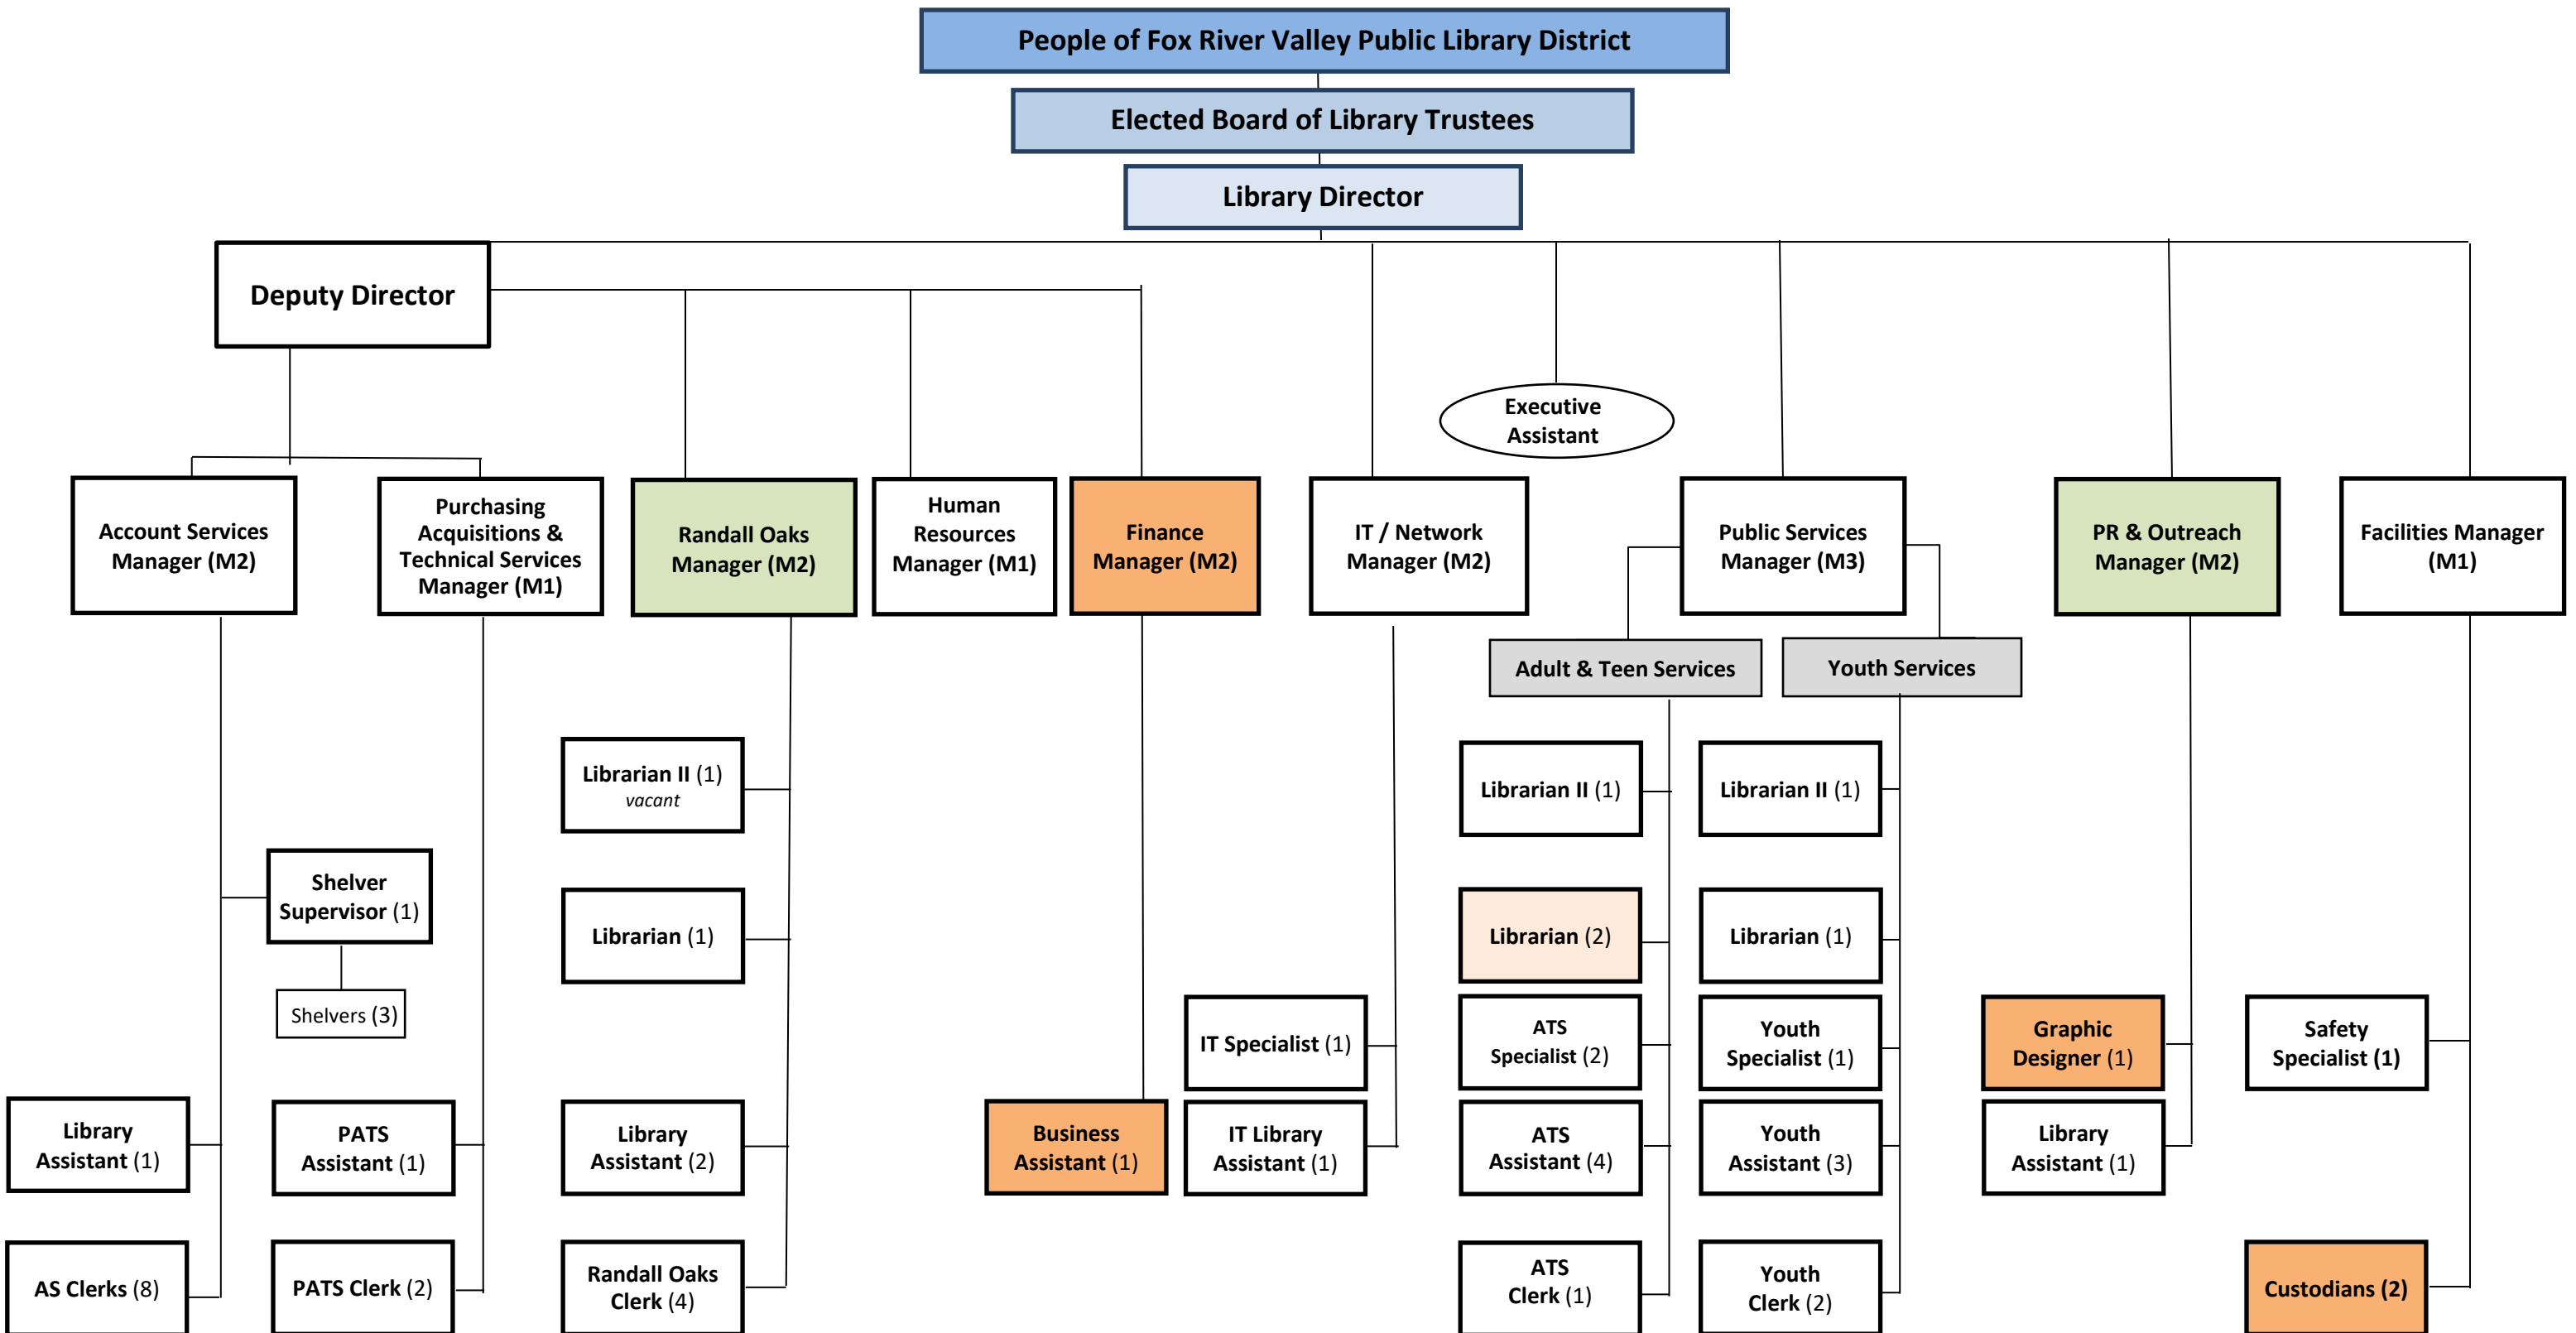 People of Fox River Valley Public Library District
Elected Board of Library Trustees
Library Director
Deputy Director
Executive
Assistant
Account Services
Manager (M2)
Purchasing
Acquisitions &
Technical Services
Manager (M1)
Randall Oaks
Manager (M2)
Human
Resources
Manager (M1)
Finance
Manager (M2)
IT / Network
Manager (M2)
Public Services
Manager (M3)
PR & Outreach
Manager (M2)
Facilities Manager
(M1)
Adult & Teen Services
Youth Services
Librarian II (1)
vacant
Librarian II (1)
Librarian II (1)
Shelver
Supervisor (1)
Librarian (1)
Librarian (2)
Librarian (1)
Shelvers (3)
IT Specialist (1)
ATS
Specialist (2)
Youth
Specialist (1)
Graphic
Designer (1)
Safety
Specialist (1)
Library
Assistant (1)
PATS
Assistant (1)
Library
Assistant (2)
Business
Assistant (1)
IT Library
Assistant (1)
ATS
Assistant (4)
Youth
Assistant (3)
Library
Assistant (1)
AS Clerks (8)
PATS Clerk (2)
Randall Oaks
Clerk (4)
ATS
Clerk (1)
Youth
Clerk (2)
Custodians (2)